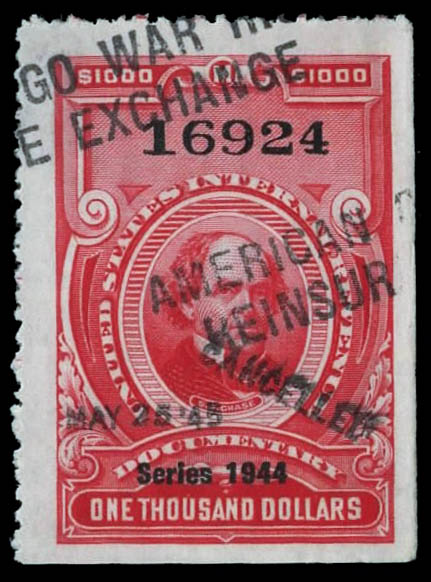 GO WAR
E EXCHANGE
$1000 $1000
16924
UNITED STATES INTERNAL REVENUE
AMERICAN
REINSUR
CANCELLED
CHASE
MAY 25 '45
DOCUMENTARY
Series 1944
ONE THOUSAND DOLLARS